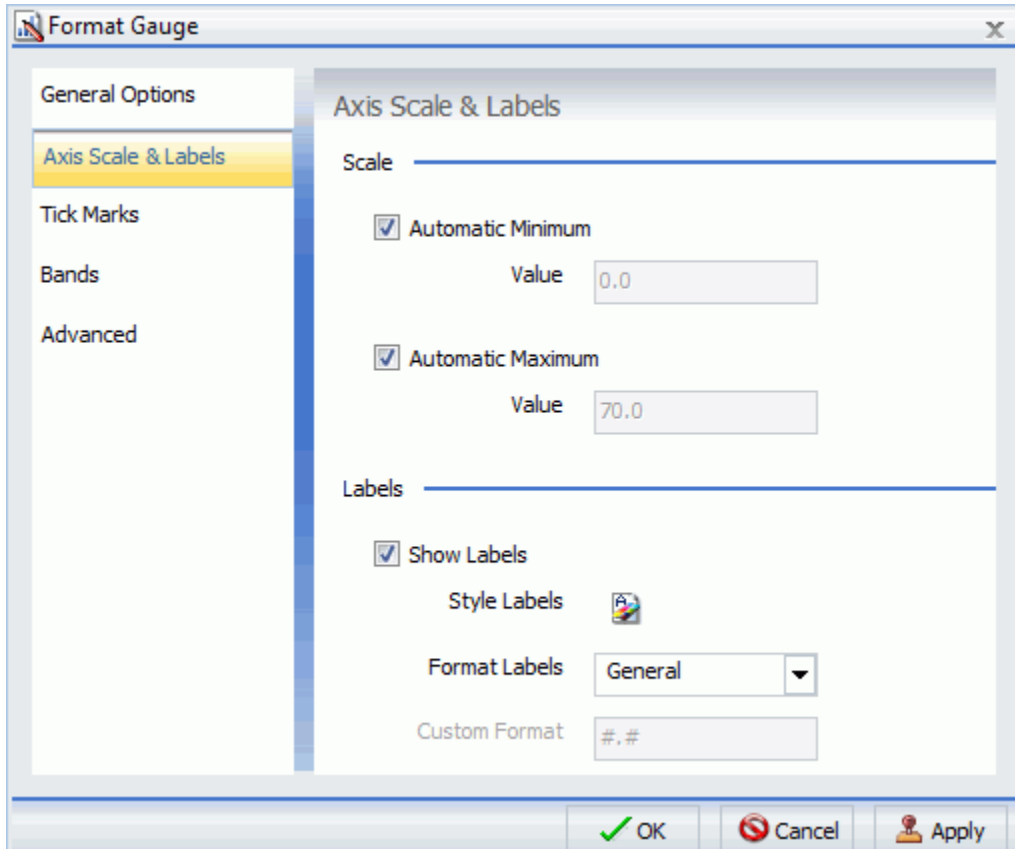 Format Gauge
General Options
Axis Scale & Labels
Tick Marks
Bands
Advanced
Axis Scale & Labels
Scale
Automatic Minimum
Value 0.0
Automatic Maximum
Value 70.0
Labels
Show Labels
Style Labels
Format Labels General
Custom Format #.#
OK Cancel Apply